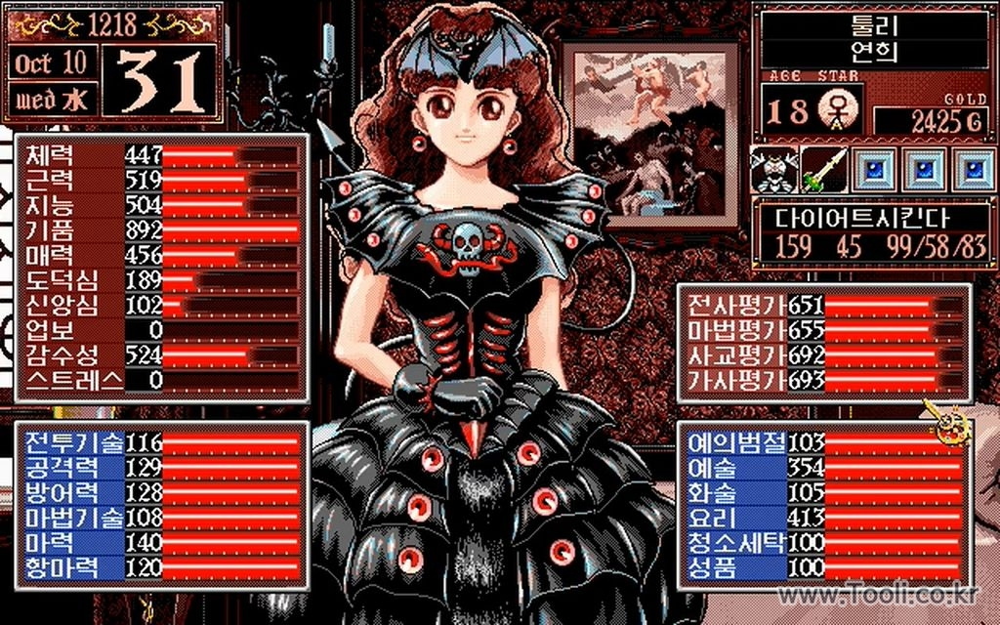 1218
Oct 10
31
wed 水
툴리
연희
AGE STAR
GOLD
18
2425G
다이어트시킨다
159 45 99/58/83
체력 447
근력 519
지능 504
기품 892
매력 456
도덕심 189
신앙심 102
업보 0
감수성 524
스트레스 0
전사평가 651
마법평가 655
사교평가 692
가사평가 693
전투기술 116
공격력 129
방어력 128
마법기술 108
마력 140
항마력 120
예의범절 103
예술 354
화술 105
요리 413
청소세탁 100
성품 100
www.Tooli.co.kr